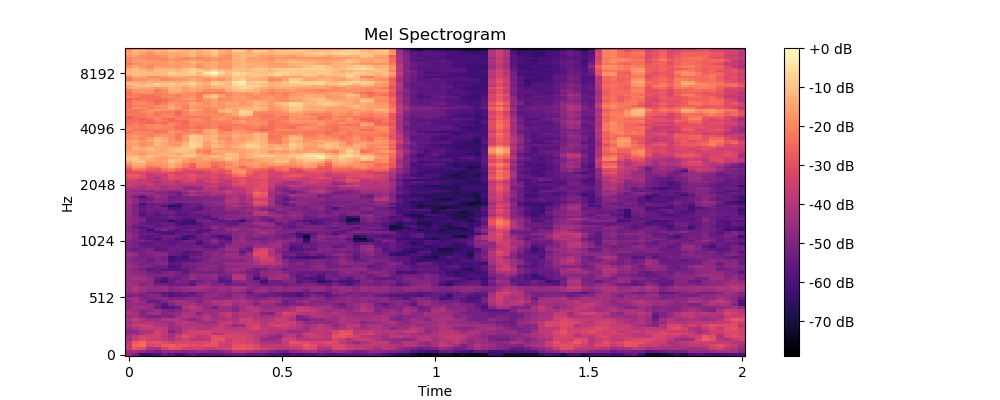 Mel Spectrogram
8192
4096
2048
1024
512
0
Hz
0
0.5
1
1.5
2
Time
+0 dB
-10 dB
-20 dB
-30 dB
-40 dB
-50 dB
-60 dB
-70 dB